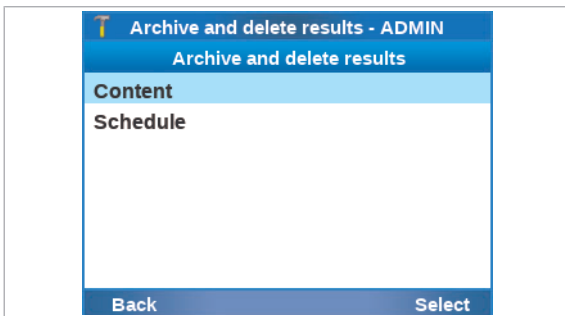 Archive and delete results - ADMIN
Archive and delete results
Content
Schedule
Back Select